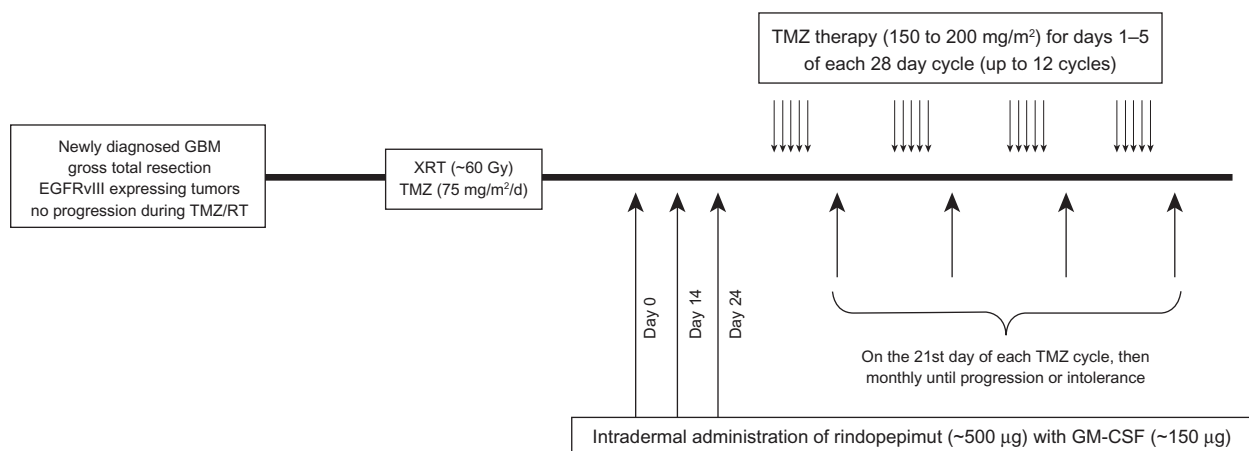 TMZ therapy (150 to 200 mg/m²) for days 1–5
of each 28 day cycle (up to 12 cycles)
Newly diagnosed GBM
gross total resection
EGFRvIII expressing tumors
no progression during TMZ/RT
XRT (~60 Gy)
TMZ (75 mg/m²/d)
Day 0
Day 14
Day 24
On the 21st day of each TMZ cycle, then
monthly until progression or intolerance
Intradermal administration of rindopepimut (~500 µg) with GM-CSF (~150 µg)